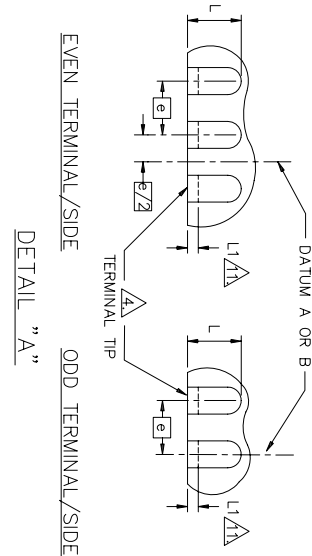 DATUM A OR B
L
L1 11.
e
e/2
4.
TERMINAL TIP
EVEN TERMINAL/SIDE
L
L1 11.
e
ODD TERMINAL/SIDE
DETAIL "A"